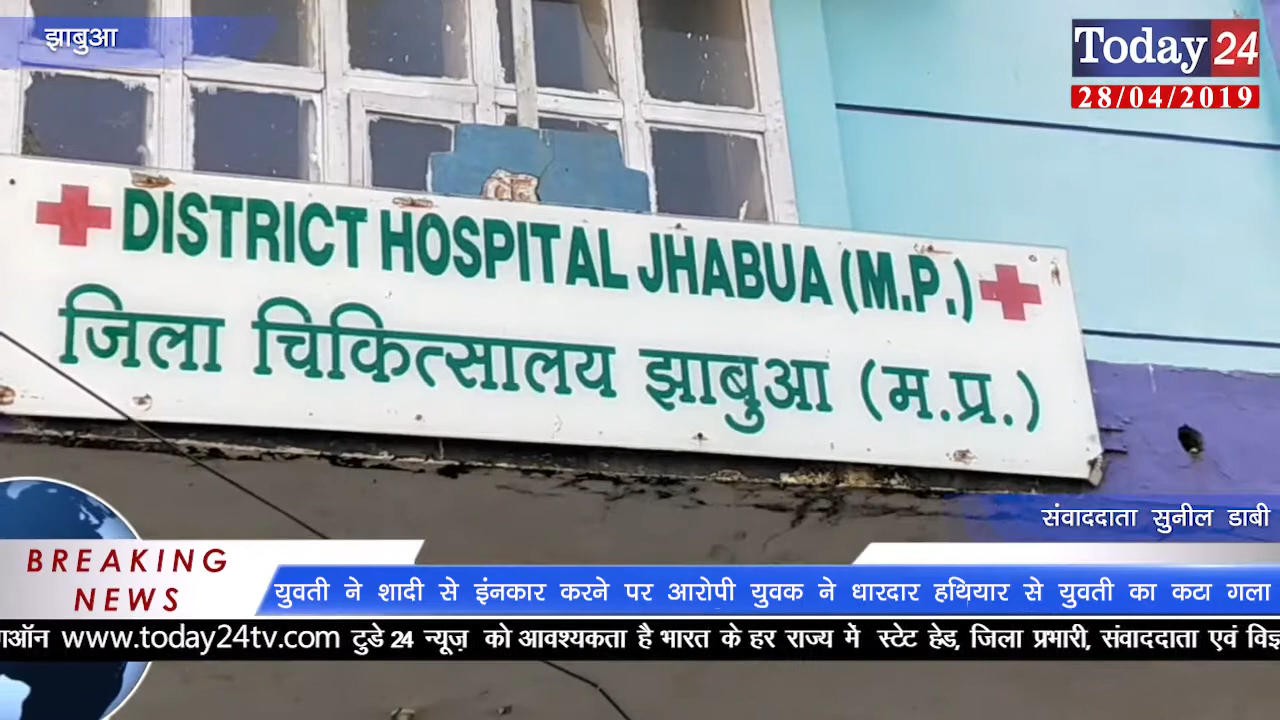 झाबुआ
Today 24
28/04/2019
DISTRICT HOSPITAL JHABUA (M.P.)
जिला चिकित्सालय झाबुआ (म.प्र.)
संवाददाता सुनील डाबी
BREAKING
NEWS
युवती ने शादी से इंनकार करने पर आरोपी युवक ने धारदार हथियार से युवती का कटा गला
www.today24tv.com टुडे 24 न्यूज़ को आवश्यकता है भारत के हर राज्य में स्टेट हेड, जिला प्रभारी, संवाददाता एवं